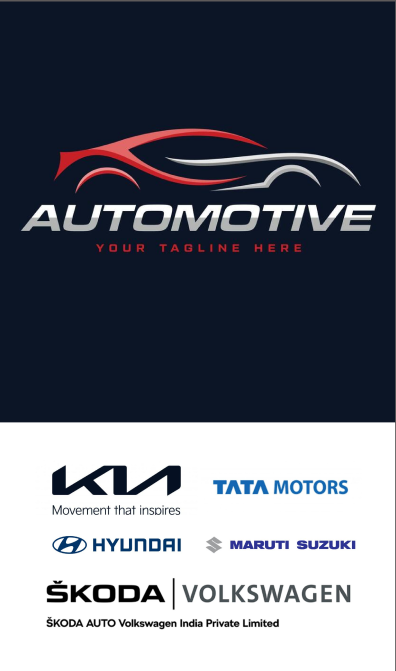 AUTOMOTIVE
YOUR TAGLINE HERE
KIA
Movement that inspires
TATA MOTORS
HYUNDAI
MARUTI SUZUKI
ŠKODA | VOLKSWAGEN
ŠKODA AUTO Volkswagen India Private Limited